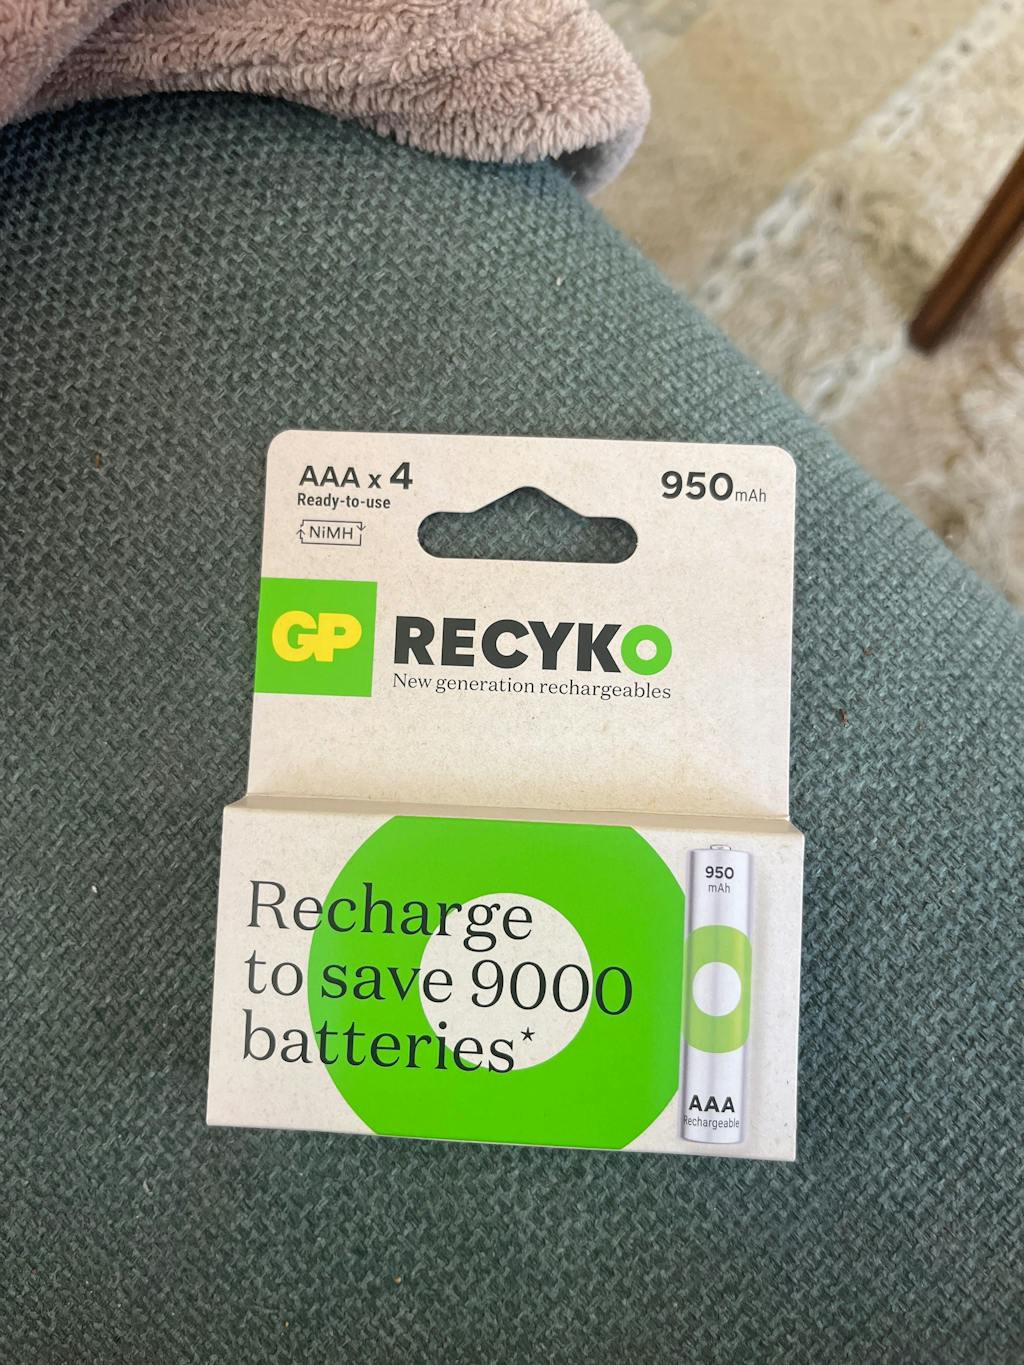 AAA x 4
Ready-to-use
NiMH
950mAh
GP
RECYKO
New generation rechargeables
Recharge
to save 9000
batteries*
950
mAh
AAA
Rechargeable